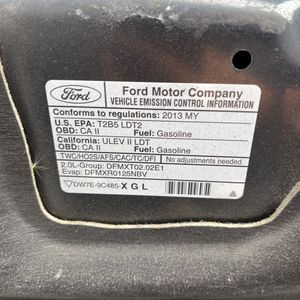 Ford
Ford Motor Company
VEHICLE EMISSION CONTROL INFORMATION
Conforms to regulations: 2013 MY
U.S. EPA: T2B5 LDT2
OBD: CA II Fuel: Gasoline
California: ULEV II LDT
OBD: CA II Fuel: Gasoline
TWC/HO2S/AFS/CAC/TC/DFI No adjustments needed.
2.0L-Group: DFMXT02.02E1
Evap: DFMXR0125NBV
DW7E-9C485-X G L